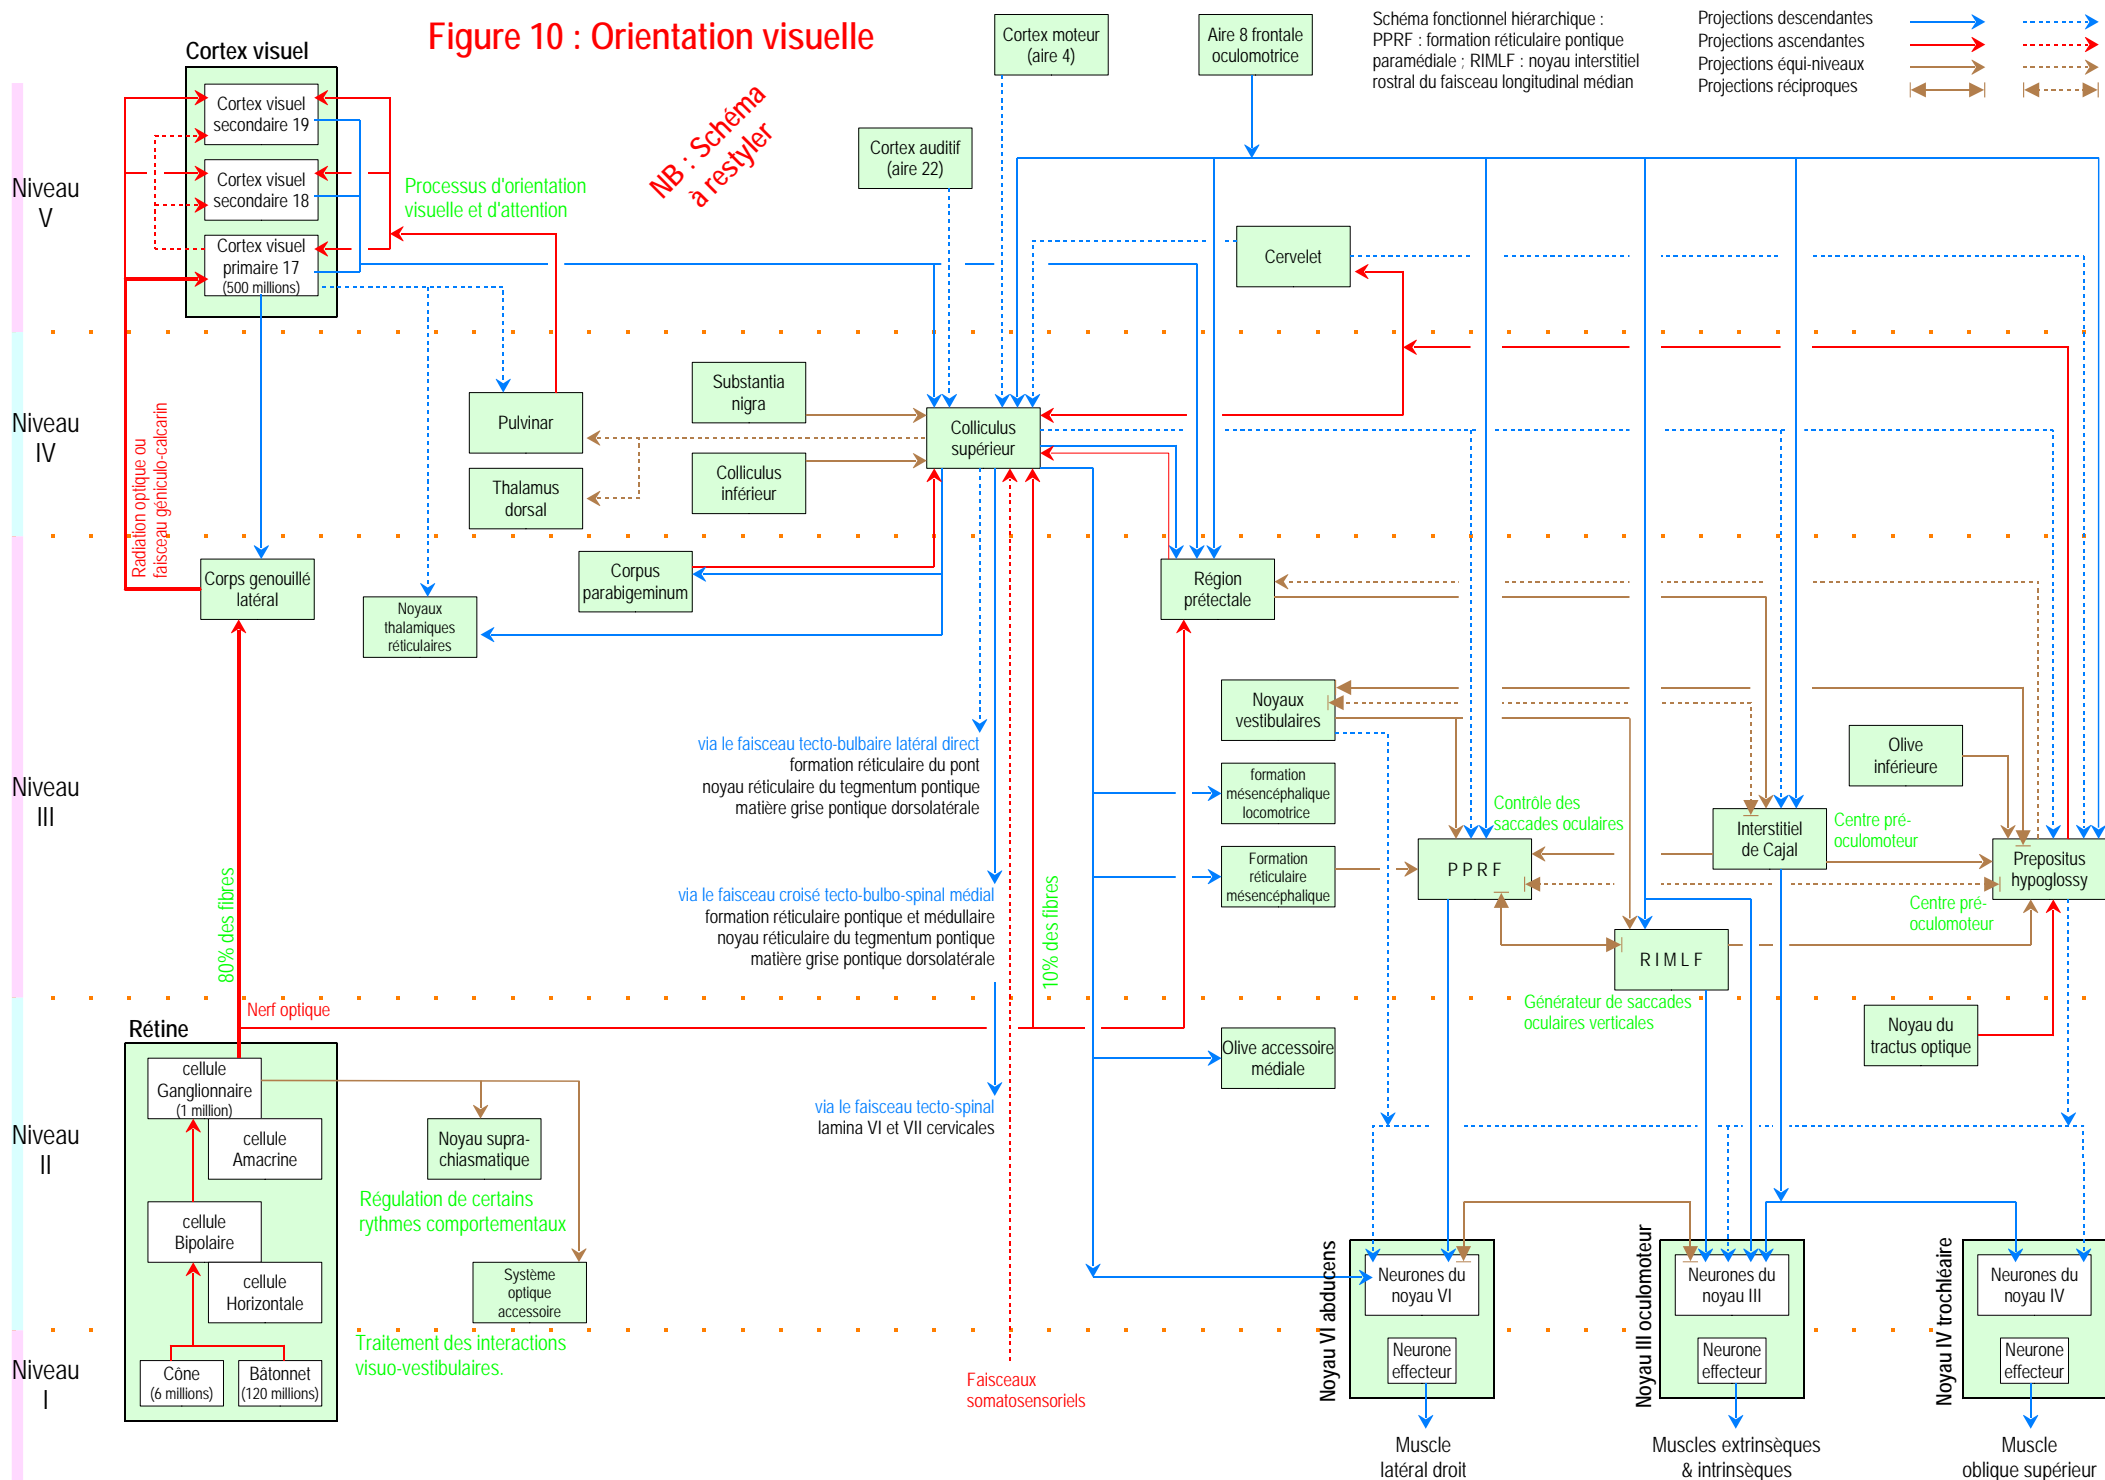 Figure 10 : Orientation visuelle
NB : Schéma
à restyler
Schéma fonctionnel hiérarchique :
PPRF : formation réticulaire pontique
paramédiale ; RIMLF : noyau interstitiel
rostral du faisceau longitudinal médian
Projections descendantes
Projections ascendantes
Projections équi-niveaux
Projections réciproques
Niveau
V
Cortex visuel
Cortex visuel
secondaire 19
Cortex visuel
secondaire 18
Cortex visuel
primaire 17
(500 millions)
Processus d'orientation
visuelle et d'attention
Cortex moteur
(aire 4)
Aire 8 frontale
oculomotrice
Cortex auditif
(aire 22)
Cervelet
Niveau
IV
Radiation optique ou
faisceau géniculo-calcarin
Pulvinar
Thalamus
dorsal
Substantia
nigra
Colliculus
inférieur
Colliculus
supérieur
Niveau
III
Corps genouillé
latéral
Noyaux
thalamiques
réticulaires
Corpus
parabigeminum
Région
prétectale
Noyaux
vestibulaires
via le faisceau tecto-bulbaire latéral direct
formation réticulaire du pont
noyau réticulaire du tegmentum pontique
matière grise pontique dorsolatérale
via le faisceau croisé tecto-bulbo-spinal médial
formation réticulaire pontique et médullaire
noyau réticulaire du tegmentum pontique
matière grise pontique dorsolatérale
80% des fibres
10% des fibres
formation
mésencéphalique
locomotrice
Formation
réticulaire
mésencéphalique
Contrôle des
saccades oculaires
PPRF
Interstitiel
de Cajal
Centre pré-
oculomoteur
Olive
inférieure
Prepositus
hypoglossy
Centre pré-
oculomoteur
RIMLF
Générateur de saccades
oculaires verticales
Niveau
II
Nerf optique
Rétine
cellule
Ganglionnaire
(1 million)
cellule
Amacrine
cellule
Bipolaire
cellule
Horizontale
Noyau supra-
chiasmatique
Régulation de certains
rythmes comportementaux
Système
optique
accessoire
via le faisceau tecto-spinal
lamina VI et VII cervicales
Olive accessoire
médiale
Noyau du
tractus optique
Noyau VI abducens
Neurones du
noyau VI
Noyau III oculomoteur
Neurones du
noyau III
Noyau IV trochléaire
Neurones du
noyau IV
Niveau
I
Cône
(6 millions)
Bâtonnet
(120 millions)
Traitement des interactions
visuo-vestibulaires.
Faisceaux
somatosensoriels
Neurone
effecteur
Neurone
effecteur
Neurone
effecteur
Muscle
latéral droit
Muscles extrinsèques
& intrinsèques
Muscle
oblique supérieur